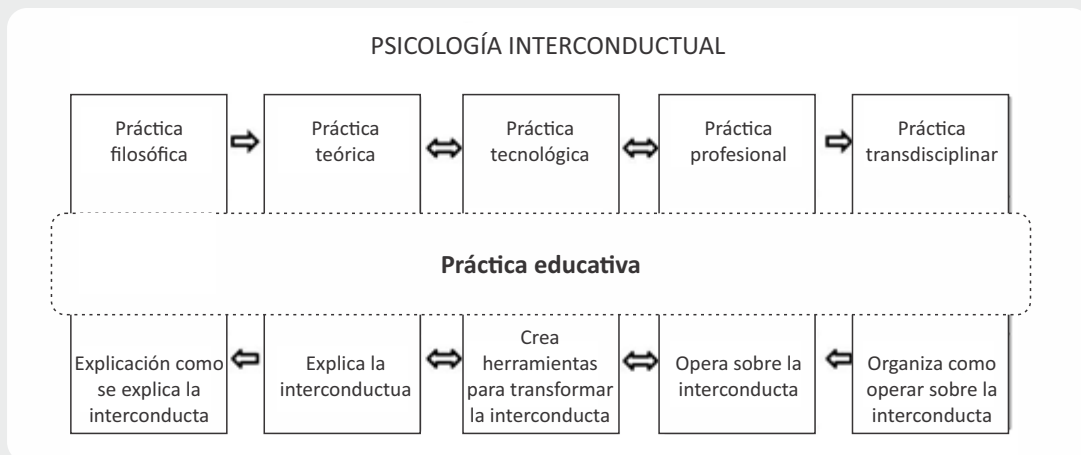 PSICOLOGÍA INTERCONDUCTUAL
Práctica
filosófica
Práctica
teórica
Práctica
tecnológica
Práctica
profesional
Práctica
transdisciplinar
Práctica educativa
Explicación como
se explica la
interconducta
Explica la
interconductua
Crea
herramientas
para transformar
la interconducta
Opera sobre la
interconducta
Organiza como
operar sobre la
interconducta